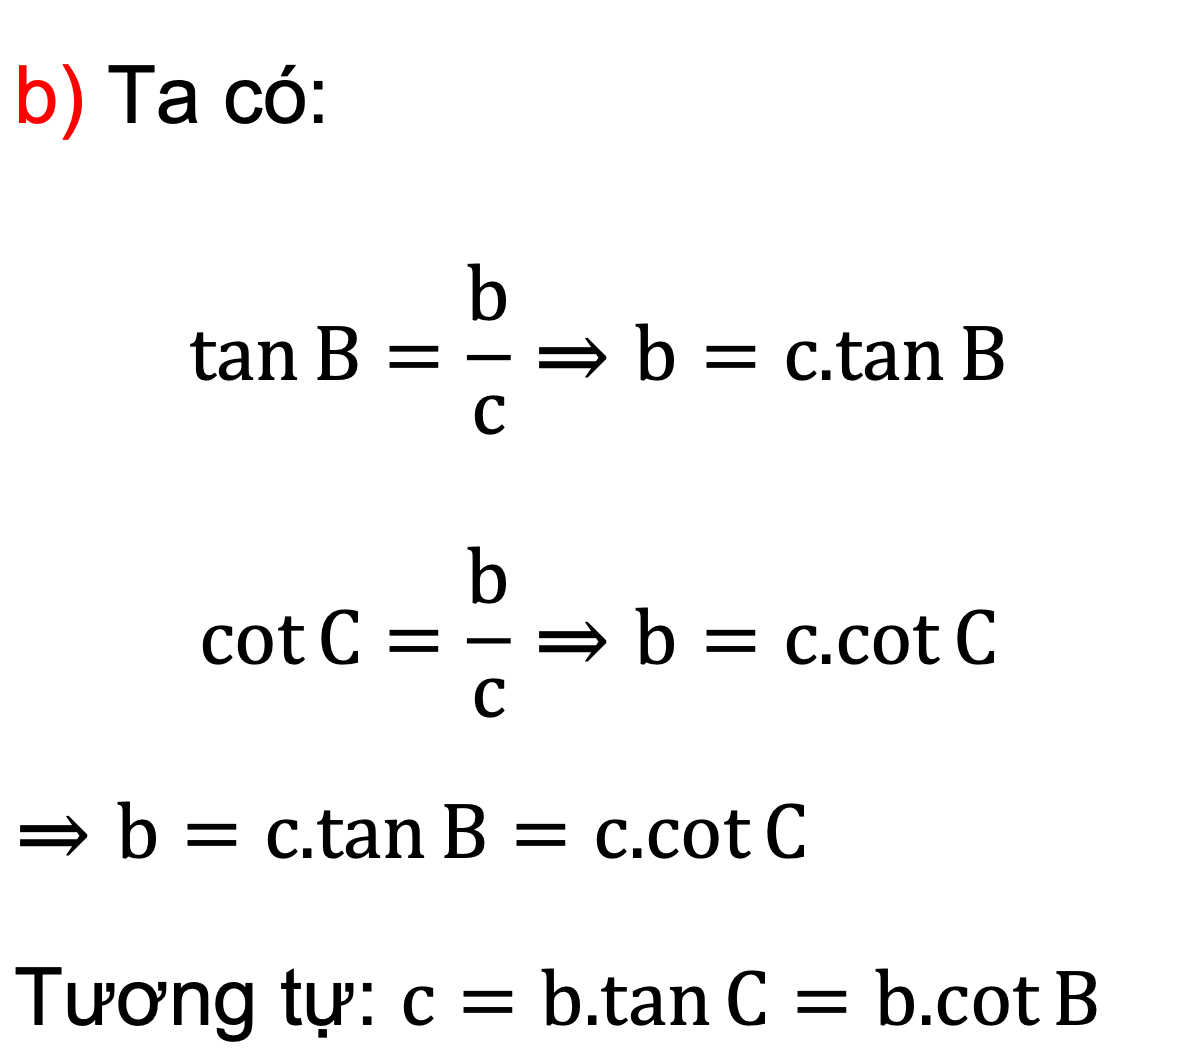 b) Ta có:
tan B = b/c ⇒ b = c.tan B
cot C = b/c ⇒ b = c.cot C
⇒ b = c.tan B = c.cot C
Tương tự: c = b.tan C = b.cot B